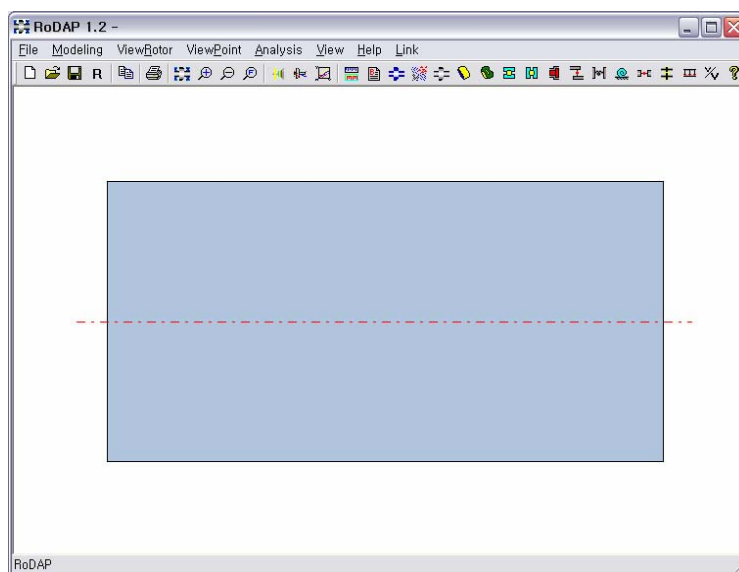 RoDAP 1.2 -
File Modeling ViewRotor ViewPoint Analysis View Help Link
R
RoDAP